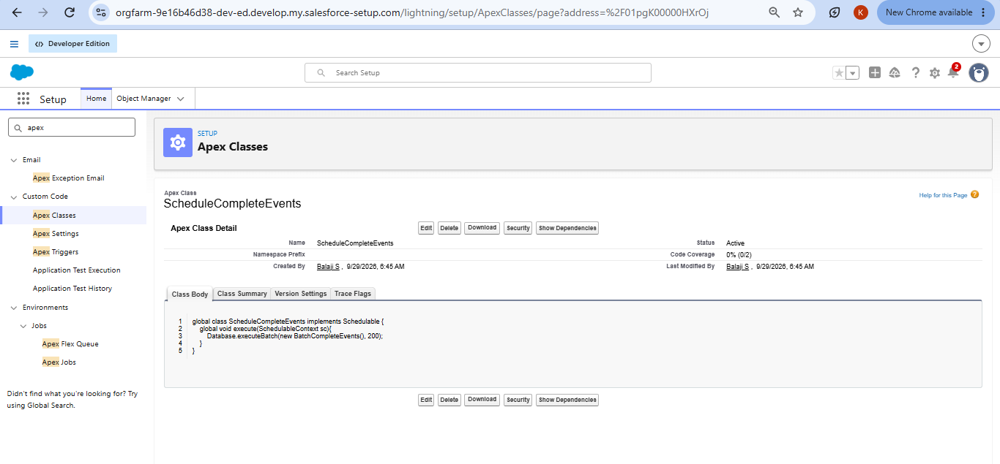 orgfarm-9e16b46d38-dev-ed.develop.my.salesforce-setup.com/lightning/setup/ApexClasses/page?address=%2F01pgK00000HXrOj
K
New Chrome available
Developer Edition
Search Setup
2
Setup
Home
Object Manager
apex
Email
Apex Exception Email
Custom Code
Apex Classes
Apex Settings
Apex Triggers
Application Test Execution
Application Test History
Environments
Jobs
Apex Flex Queue
Apex Jobs
Didn't find what you're looking for? Try
using Global Search.
SETUP
Apex Classes
Apex Class
ScheduleCompleteEvents
Help for this Page ?
Apex Class Detail
Edit Delete Download Security Show Dependencies
Name ScheduleCompleteEvents Status Active
Namespace Prefix Code Coverage 0% (0/2)
Created By Balaji S , 9/29/2026, 6:45 AM Last Modified By Balaji S , 9/29/2026, 6:45 AM
Class Body Class Summary Version Settings Trace Flags
1 global class ScheduleCompleteEvents implements Schedulable {
2 global void execute(SchedulableContext sc){
3 Database.executeBatch(new BatchCompleteEvents(), 200);
4 }
5 }
Edit Delete Download Security Show Dependencies